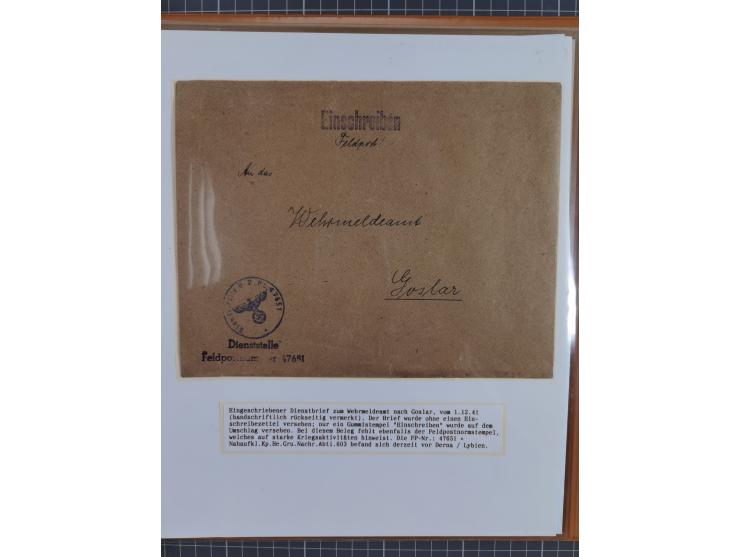 Einschreiben
Feldpost!
An das
Wehrmeldeamt
Goslar
47651
Dienststelle
Feldpostnummer 47651
Eingeschriebener Dienstbrief zum Wehrmeldeamt nach Goslar, vom 1.12.41
(handschriftlich rückseitig vermerkt). Der Brief wurde ohne einen Ein-
schreibezettel versehen; nur ein Gummistempel "Einschreiben" wurde auf dem
Umschlag versehen. Bei diesem Beleg fehlt ebenfalls der Feldpostnormstempel,
welches auf starke Kriegsaktivitäten hinweist. Die FP-Nr.: 47651 =
Nahaufkl.Kp.He.Gru.Nachr.Abtl.603 befand sich derzeit vor Derna / Lybien.